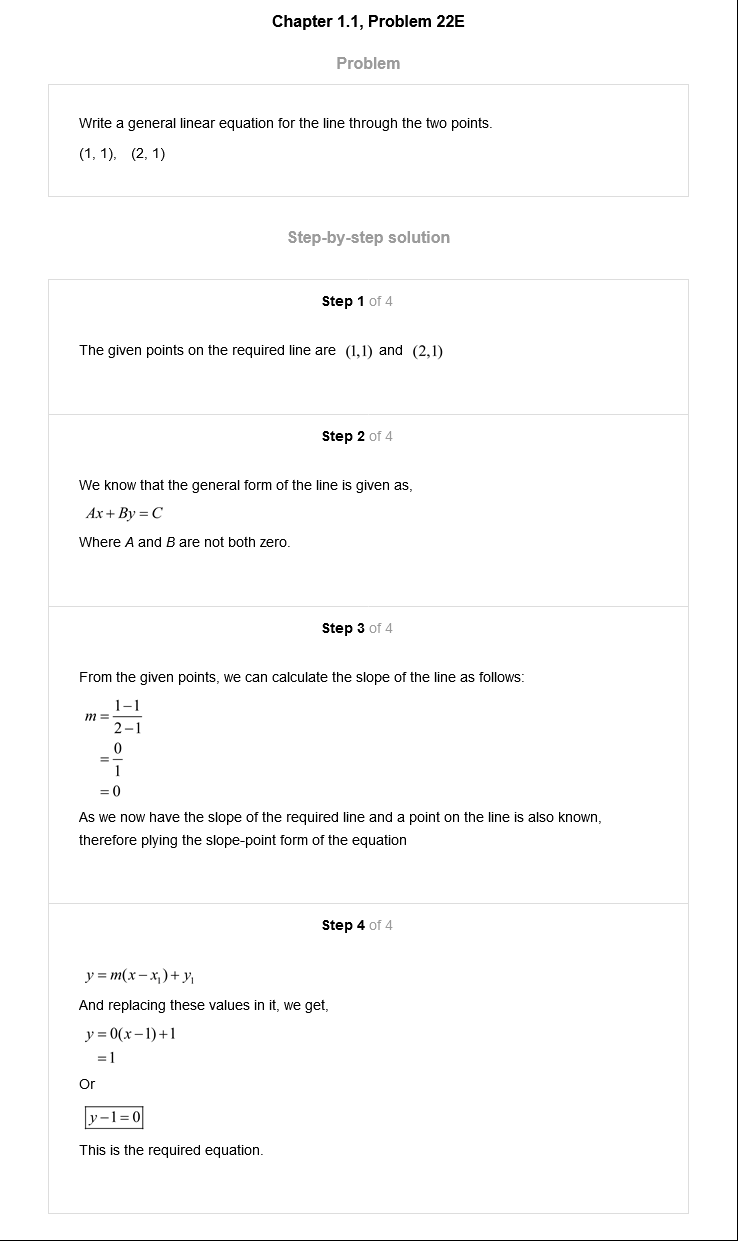 Chapter 1.1, Problem 22E
Problem
Write a general linear equation for the line through the two points.
(1, 1), (2, 1)
Step-by-step solution
Step 1 of 4
The given points on the required line are (1,1) and (2,1)
Step 2 of 4
We know that the general form of the line is given as,
Ax + By = C
Where A and B are not both zero.
Step 3 of 4
From the given points, we can calculate the slope of the line as follows:
m = \frac{1-1}{2-1}
= \frac{0}{1}
= 0
As we now have the slope of the required line and a point on the line is also known,
therefore plying the slope-point form of the equation
Step 4 of 4
y = m(x − x₁) + y₁
And replacing these values in it, we get,
y = 0(x − 1) + 1
= 1
Or
y − 1 = 0
This is the required equation.